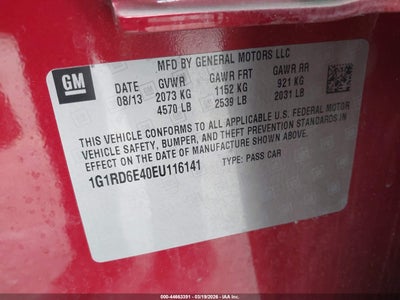 MFD BY GENERAL MOTORS LLC
GM
DATE GVWR GAWR FRT GAWR RR
08/13 2073 KG 1152 KG 921 KG
4570 LB 2539 LB 2031 LB
THIS VEHICLE CONFORMS TO ALL APPLICABLE U.S. FEDERAL MOTOR
VEHICLE SAFETY, BUMPER, AND THEFT PREVENTION STANDARDS IN
EFFECT ON THE DATE OF MANUFACTURE SHOWN ABOVE.
1G1RD6E40EU116141 TYPE: PASS CAR
000-44663391 - 03/19/2026 - IAA Inc.